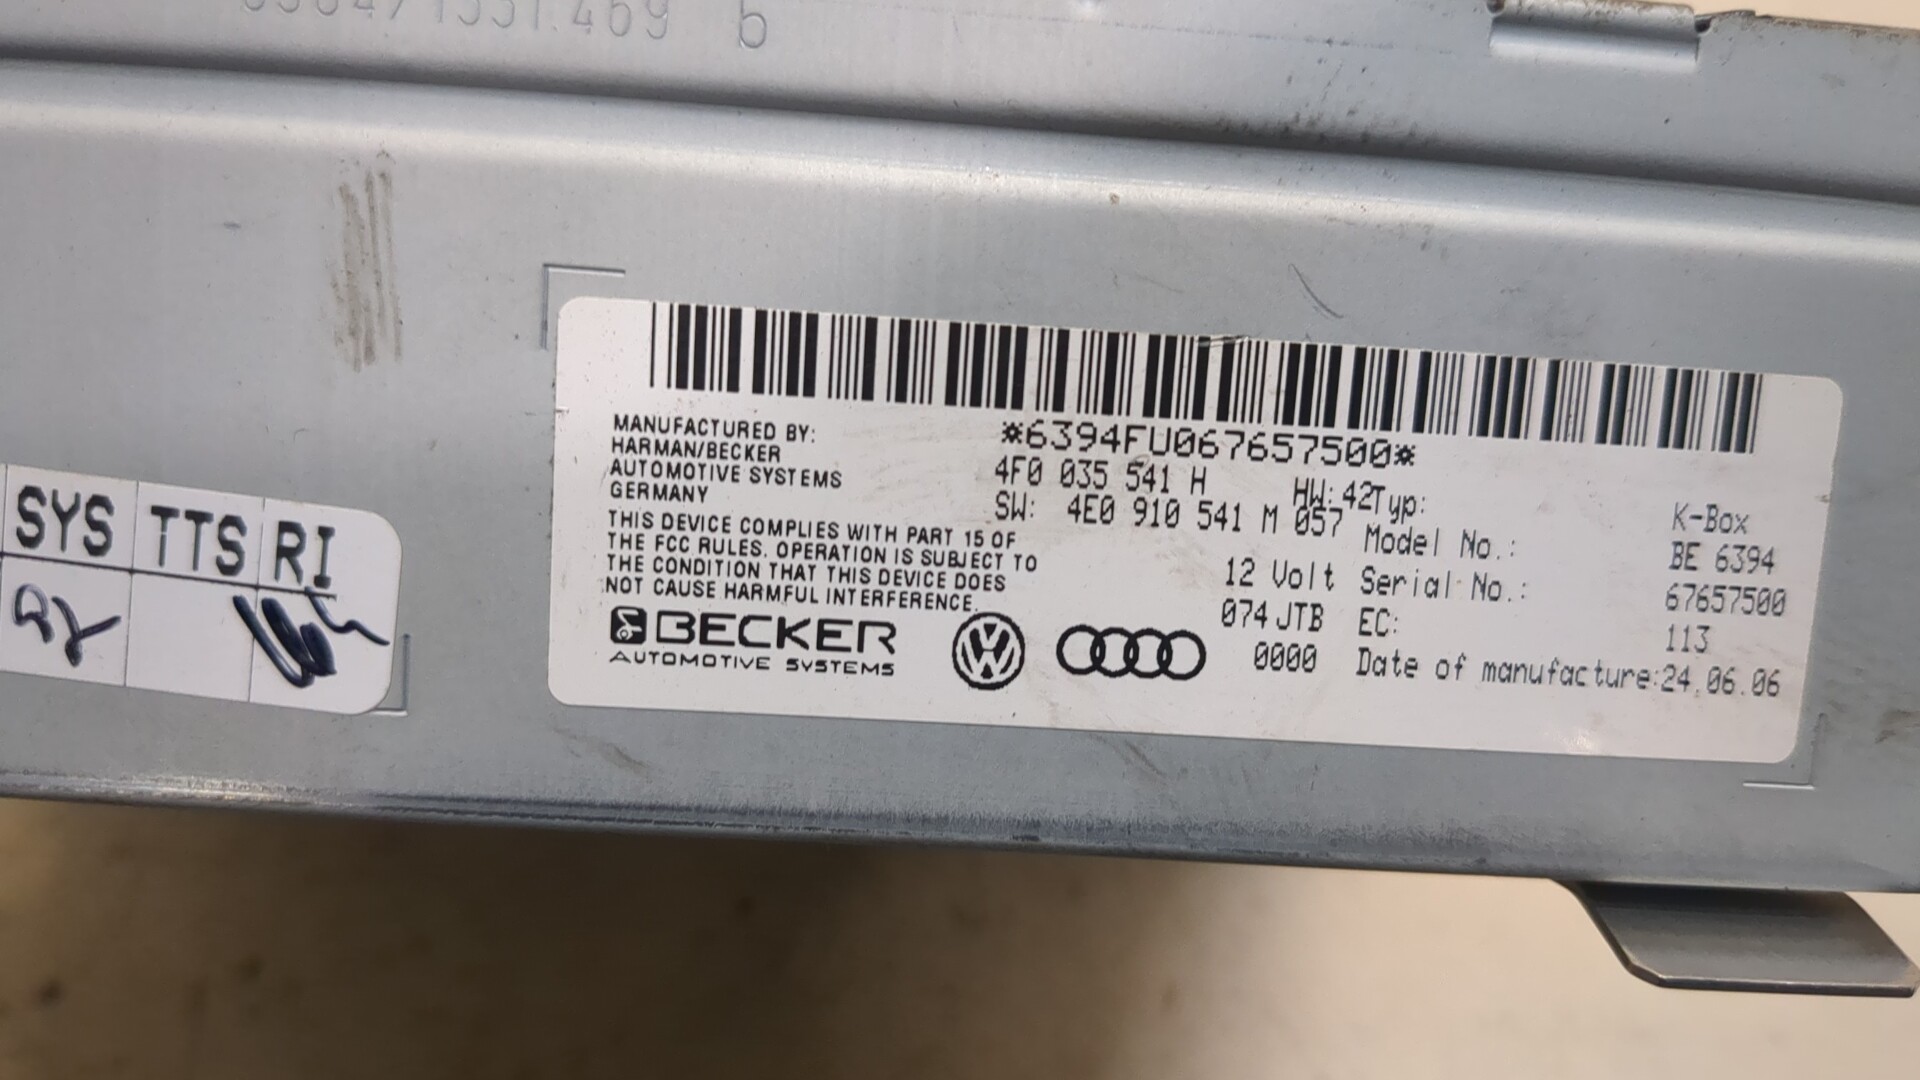 469 b
SYS TTS RI
*6394FU067657500*
MANUFACTURED BY:
HARMAN/BECKER
AUTOMOTIVE SYSTEMS
GERMANY
THIS DEVICE COMPLIES WITH PART 15 OF
THE FCC RULES. OPERATION IS SUBJECT TO
THE CONDITION THAT THIS DEVICE DOES
NOT CAUSE HARMFUL INTERFERENCE.
BECKER
AUTOMOTIVE SYSTEMS
4F0 035 541 H HW: 42
SW: 4E0 910 541 M 057
12 Volt
074 JTB
0000
Typ: K-Box
Model No.: BE 6394
Serial No.: 67657500
EC: 113
Date of manufacture:24.06.06